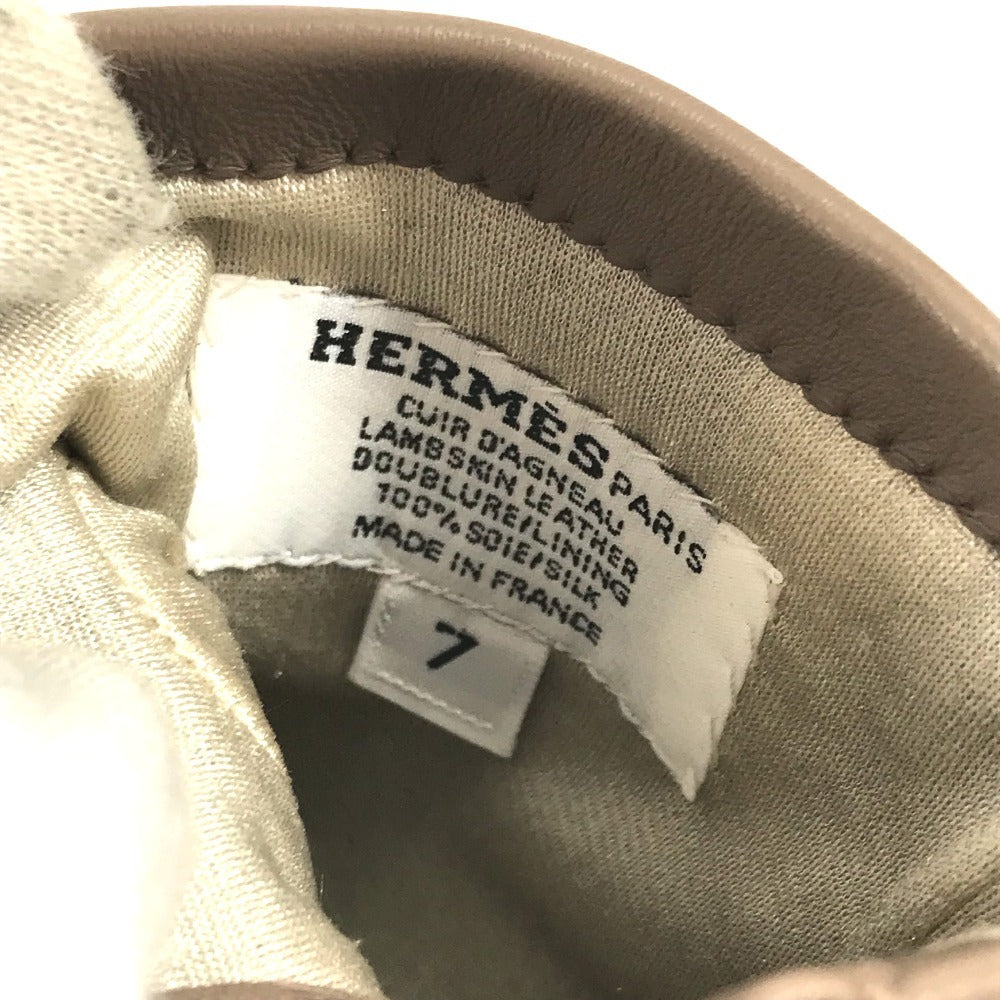 HERMÈS PARIS
CUIR D'AGNEAU
LAMBSKIN LEATHER
DOUBLURE/LINING
100% SOIE/SILK
MADE IN FRANCE
7